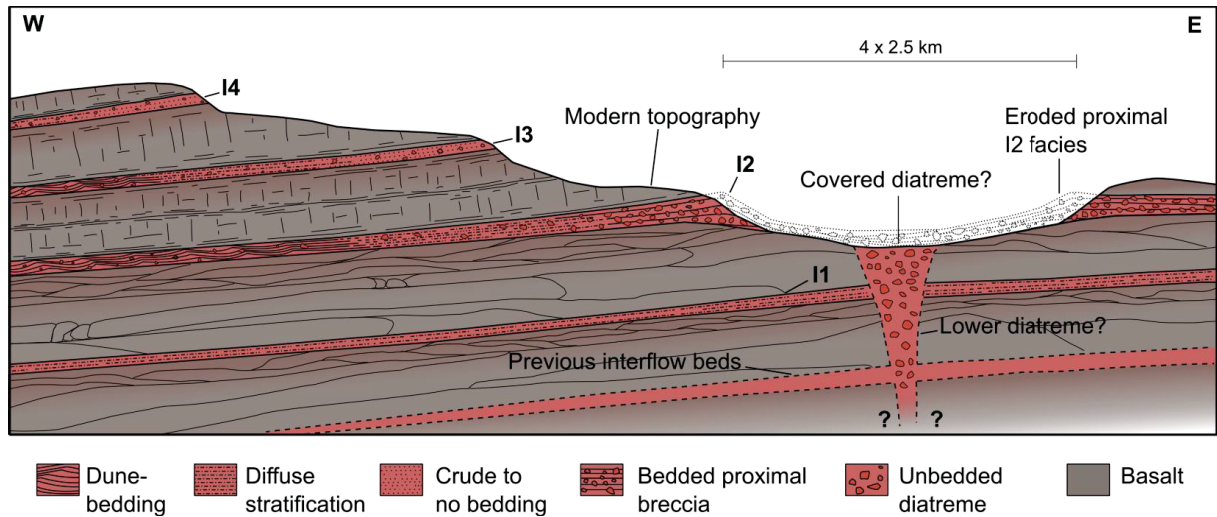 W
E
4 x 2.5 km
I4
Modern topography
Eroded proximal
I2 facies
I3
I2
Covered diatreme?
I1
Lower diatreme?
Previous interflow beds
? ?
Dune-
bedding
Diffuse
stratification
Crude to
no bedding
Bedded proximal
breccia
Unbedded
diatreme
Basalt